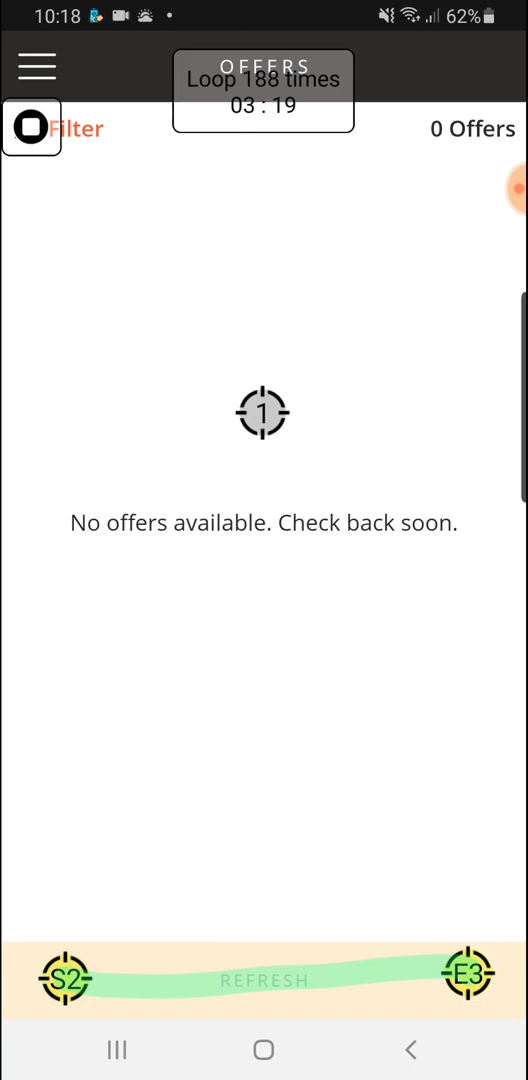 10:18
62%
OFFERS
Loop 188 times
03 : 19
Filter
0 Offers
1
No offers available. Check back soon.
S2
REFRESH
E3